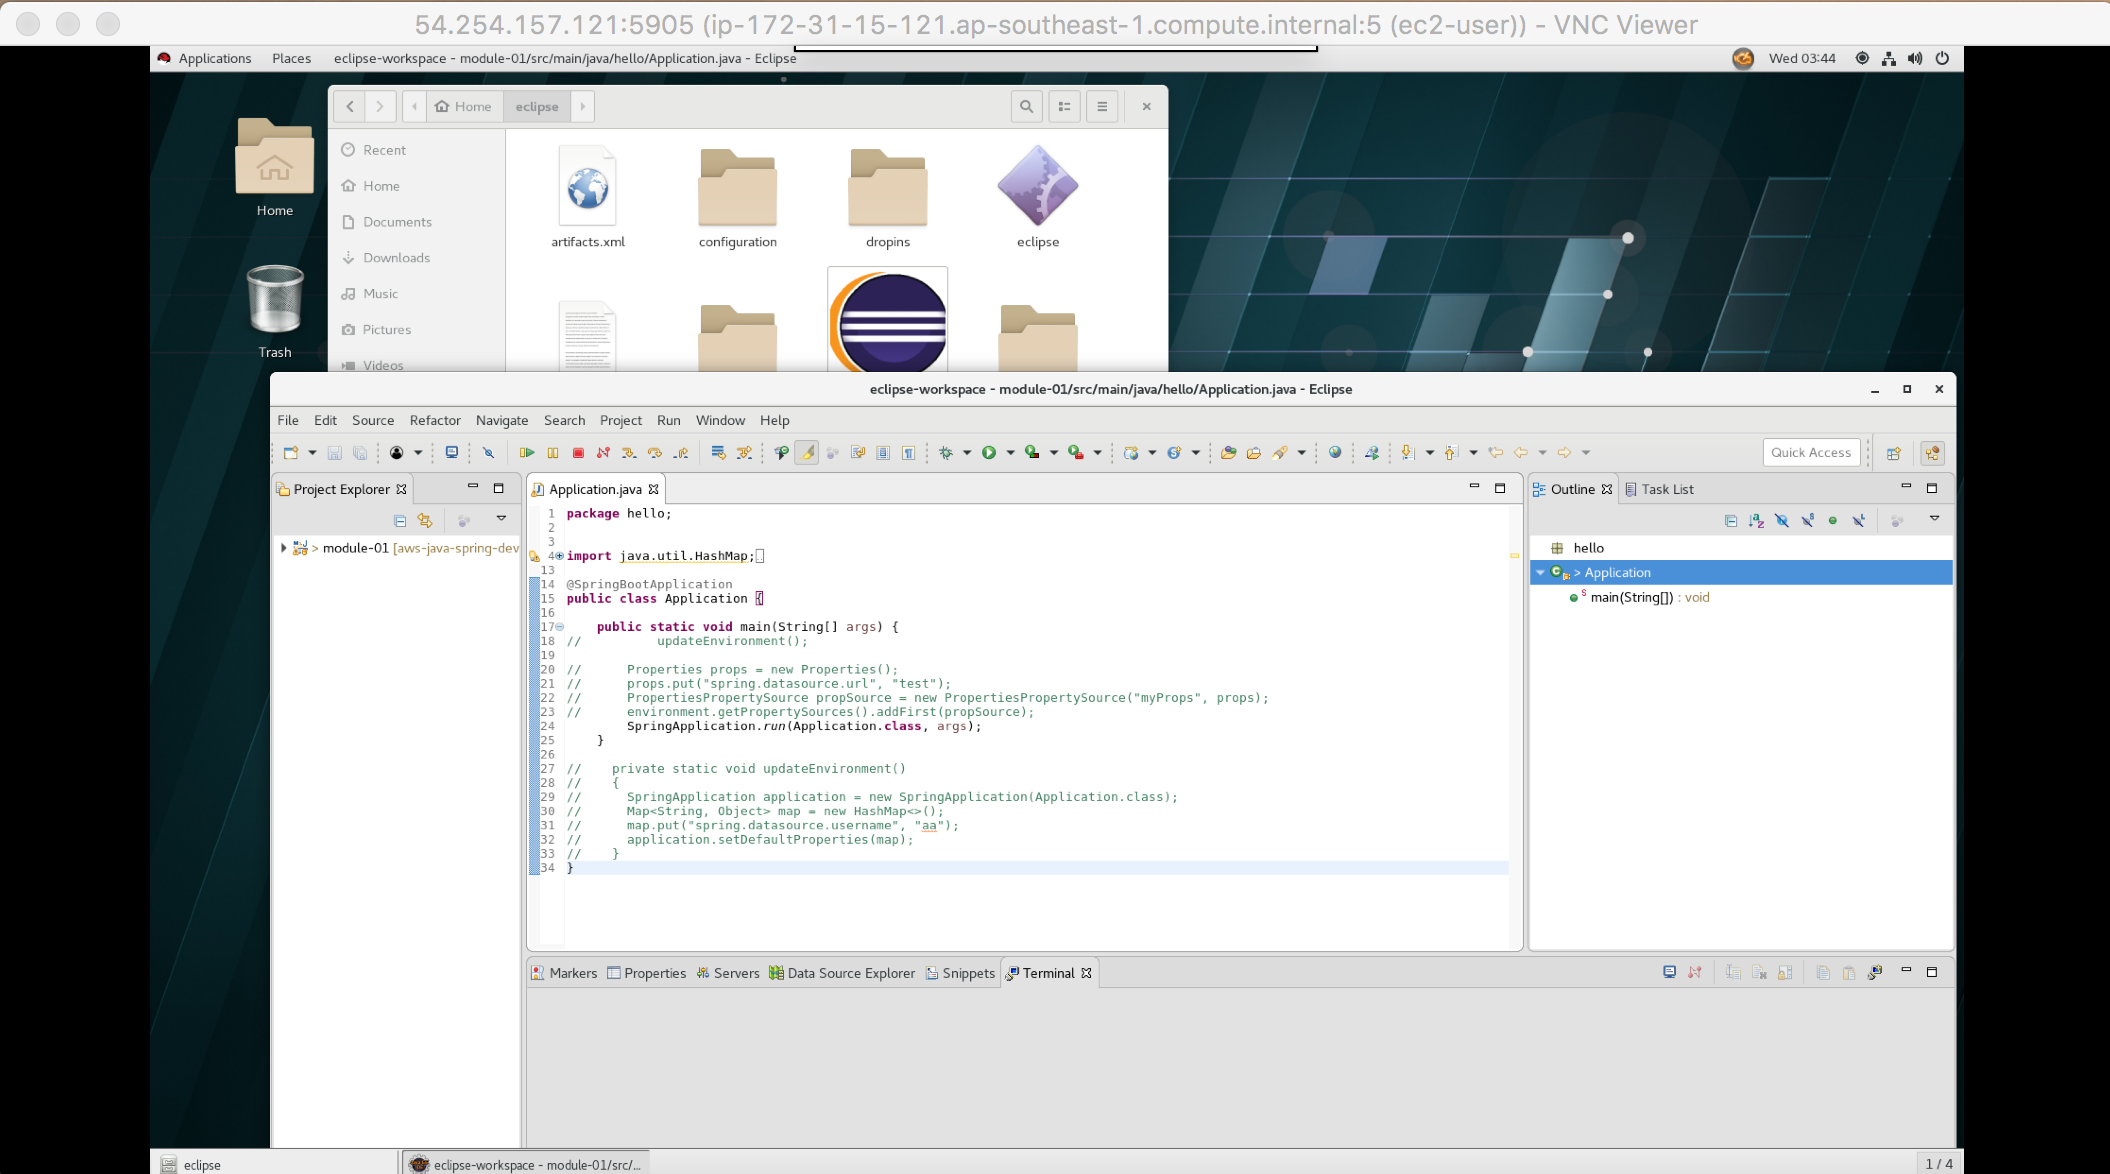 54.254.157.121:5905 (ip-172-31-15-121.ap-southeast-1.compute.internal:5 (ec2-user)) - VNC Viewer
Applications Places eclipse-workspace - module-01/src/main/java/hello/Application.java - Eclipse Wed 03:44
Home eclipse
Recent
Home
Documents
Downloads
Music
Pictures
Videos
artifacts.xml configuration dropins eclipse
Home
Trash
eclipse-workspace - module-01/src/main/java/hello/Application.java - Eclipse
File Edit Source Refactor Navigate Search Project Run Window Help
Quick Access
Project Explorer
> module-01 [aws-java-spring-dev
Application.java
1 package hello;
2
3
4 import java.util.HashMap;
13
14 @SpringBootApplication
15 public class Application {
16
17 public static void main(String[] args) {
18 // updateEnvironment();
19
20 // Properties props = new Properties();
21 // props.put("spring.datasource.url", "test");
22 // PropertiesPropertySource propSource = new PropertiesPropertySource("myProps", props);
23 // environment.getPropertySources().addFirst(propSource);
24 SpringApplication.run(Application.class, args);
25 }
26
27 // private static void updateEnvironment()
28 // {
29 // SpringApplication application = new SpringApplication(Application.class);
30 // Map<String, Object> map = new HashMap<>();
31 // map.put("spring.datasource.username", "aa");
32 // application.setDefaultProperties(map);
33 // }
34 }
Outline Task List
hello
> Application
main(String[]) : void
Markers Properties Servers Data Source Explorer Snippets Terminal
eclipse
eclipse-workspace - module-01/src/...
1 / 4